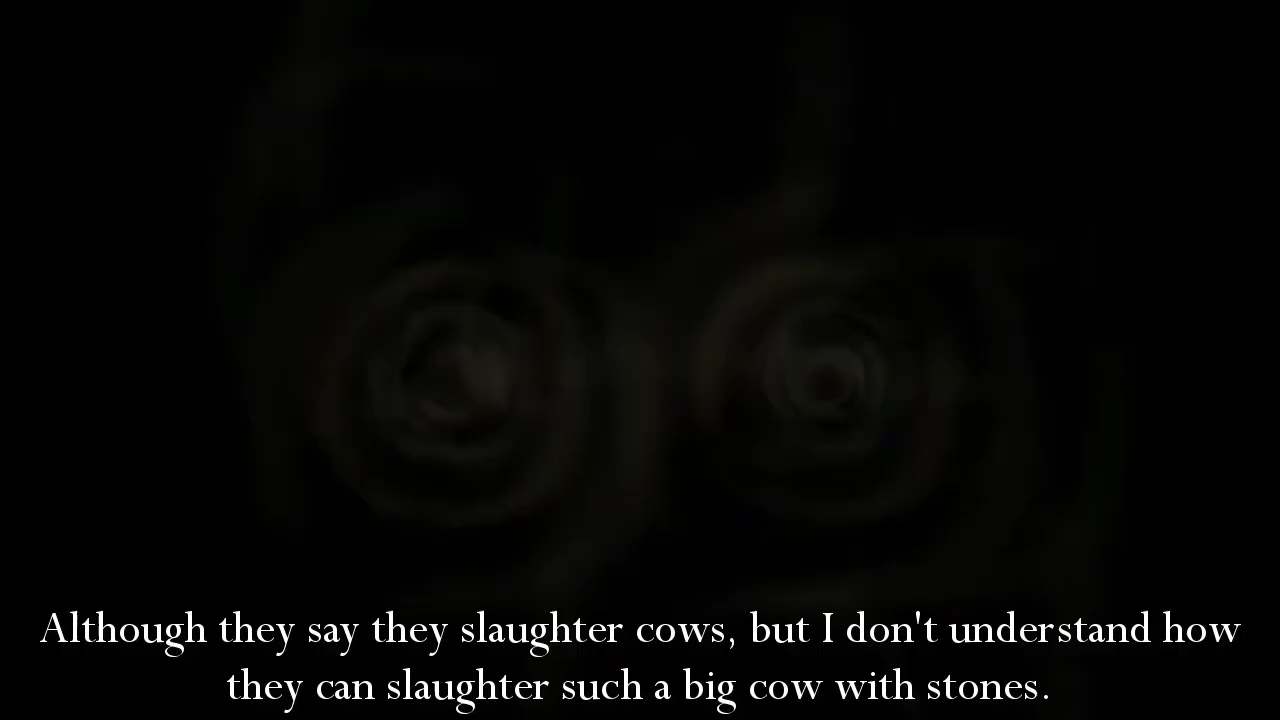 Although they say they slaughter cows, but I don't understand how
they can slaughter such a big cow with stones.